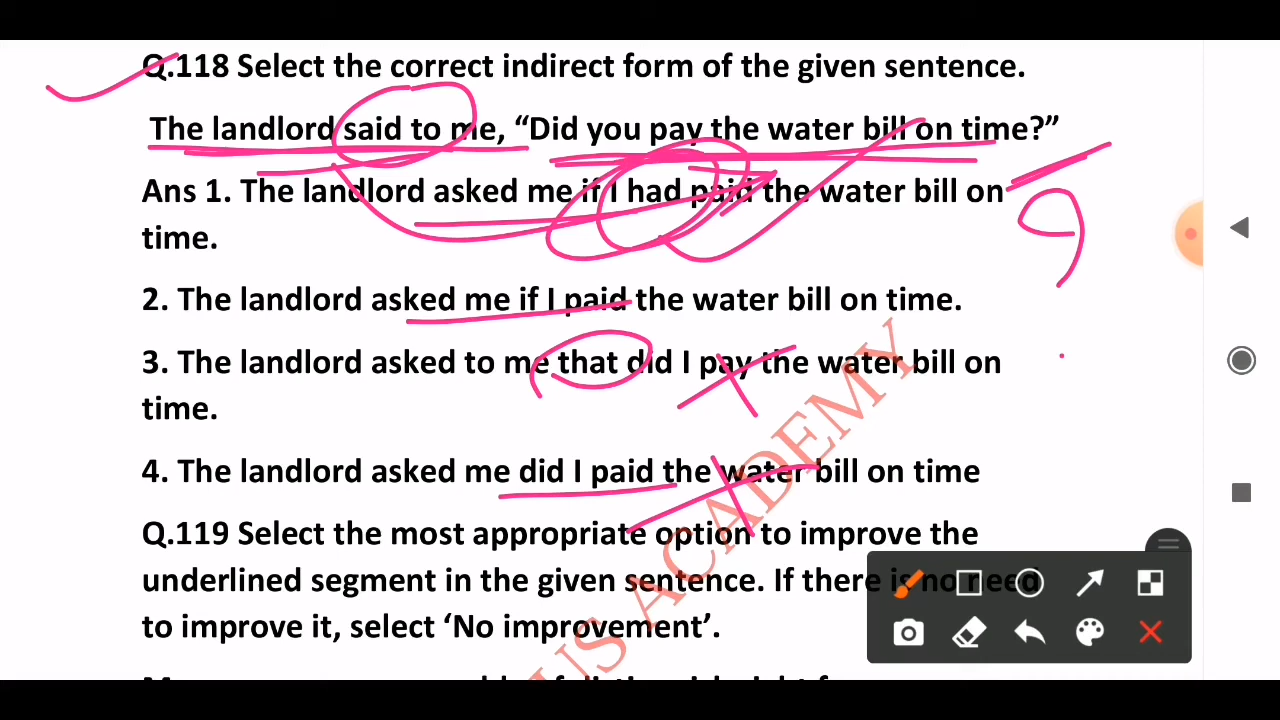 Q.118 Select the correct indirect form of the given sentence.
The landlord said to me, “Did you pay the water bill on time?”
Ans 1. The landlord asked me if I had paid the water bill on
time.
2. The landlord asked me if I paid the water bill on time.
3. The landlord asked to me that did I pay the water bill on
time.
4. The landlord asked me did I paid the water bill on time
Q.119 Select the most appropriate option to improve the
underlined segment in the given sentence. If there is no need
to improve it, select ‘No improvement’.
US ACADEMY